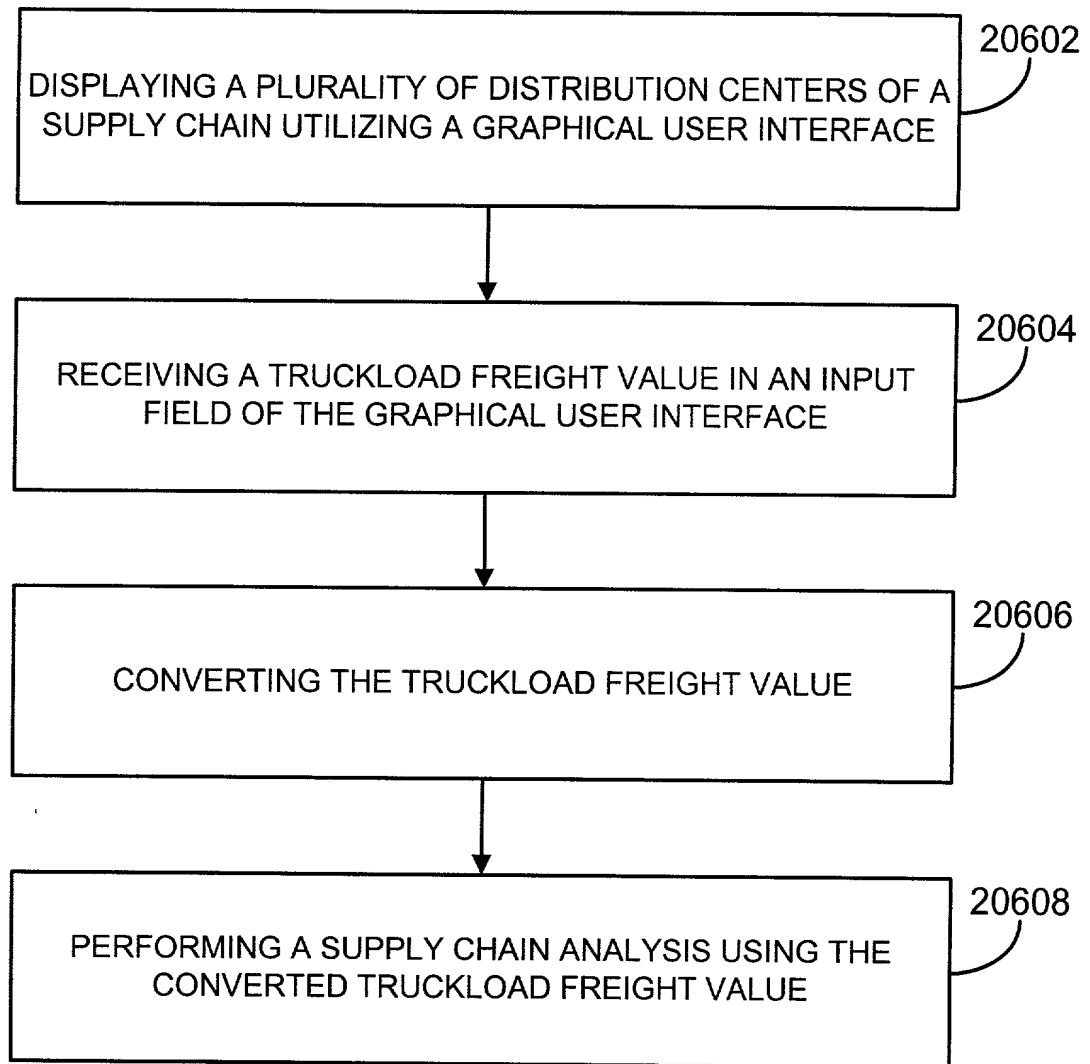 20602
DISPLAYING A PLURALITY OF DISTRIBUTION CENTERS OF A
SUPPLY CHAIN UTILIZING A GRAPHICAL USER INTERFACE
20604
RECEIVING A TRUCKLOAD FREIGHT VALUE IN AN INPUT
FIELD OF THE GRAPHICAL USER INTERFACE
20606
CONVERTING THE TRUCKLOAD FREIGHT VALUE
20608
PERFORMING A SUPPLY CHAIN ANALYSIS USING THE
CONVERTED TRUCKLOAD FREIGHT VALUE